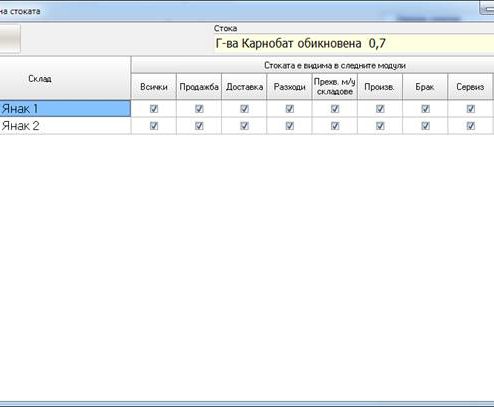 на стоката
Стока
Г-ва Карнобат обикновена 0,7
Склад
Стоката е видима в следните модули
Всички Продажба Доставка Разходи Прехв. м/у складове Произв. Брак Сервиз
Янак 1
Янак 2